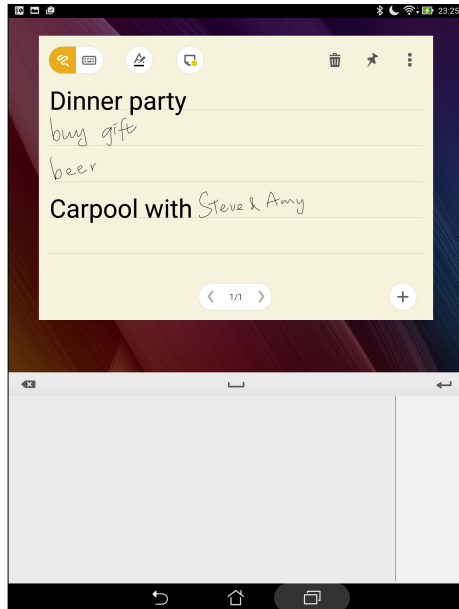 23:25
Dinner party
buy gift
beer
Carpool with Steve & Amy
1/1